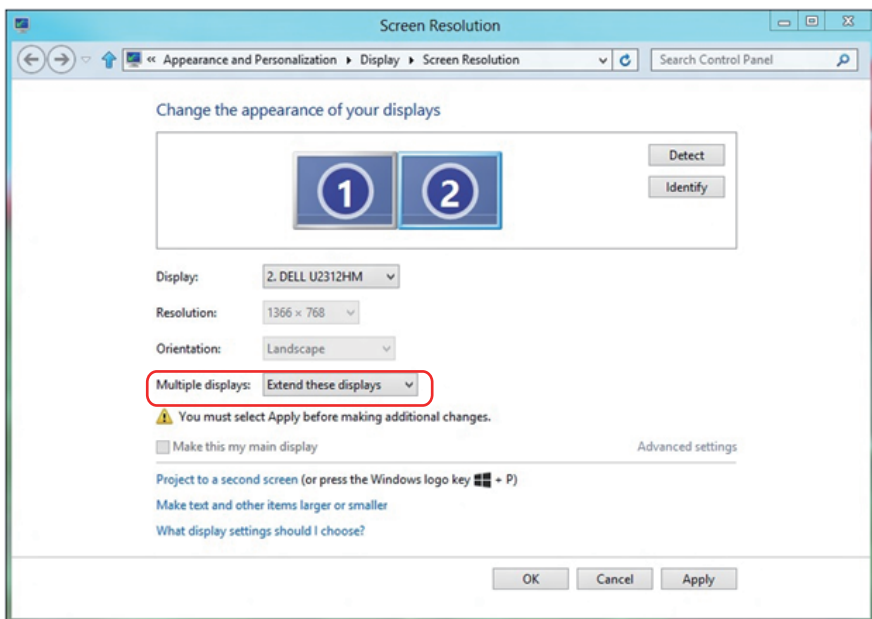 Screen Resolution
« Appearance and Personalization ▸ Display ▸ Screen Resolution
Search Control Panel
Change the appearance of your displays
1
2
Detect
Identify
Display: 2. DELL U2312HM
Resolution: 1366 × 768
Orientation: Landscape
Multiple displays: Extend these displays
You must select Apply before making additional changes.
Make this my main display
Advanced settings
Project to a second screen (or press the Windows logo key + P)
Make text and other items larger or smaller
What display settings should I choose?
OK
Cancel
Apply